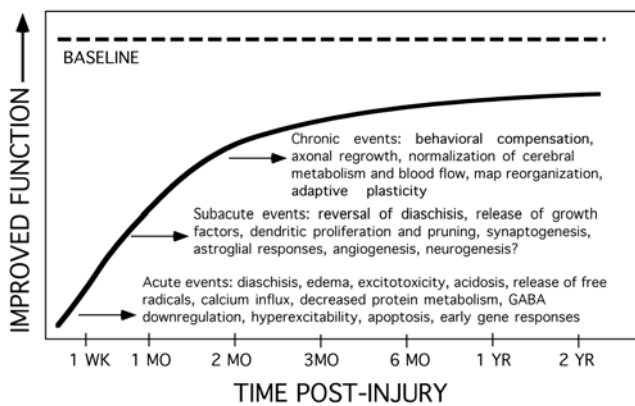 BASELINE
IMPROVED FUNCTION
Chronic events: behavioral compensation,
axonal regrowth, normalization of cerebral
metabolism and blood flow, map reorganization,
adaptive plasticity
Subacute events: reversal of diaschisis, release of growth
factors, dendritic proliferation and pruning, synaptogenesis,
astroglial responses, angiogenesis, neurogenesis?
Acute events: diaschisis, edema, excitotoxicity, acidosis, release of free
radicals, calcium influx, decreased protein metabolism, GABA
downregulation, hyperexcitability, apoptosis, early gene responses
1 WK 1 MO 2 MO 3MO 6 MO 1 YR 2 YR
TIME POST-INJURY